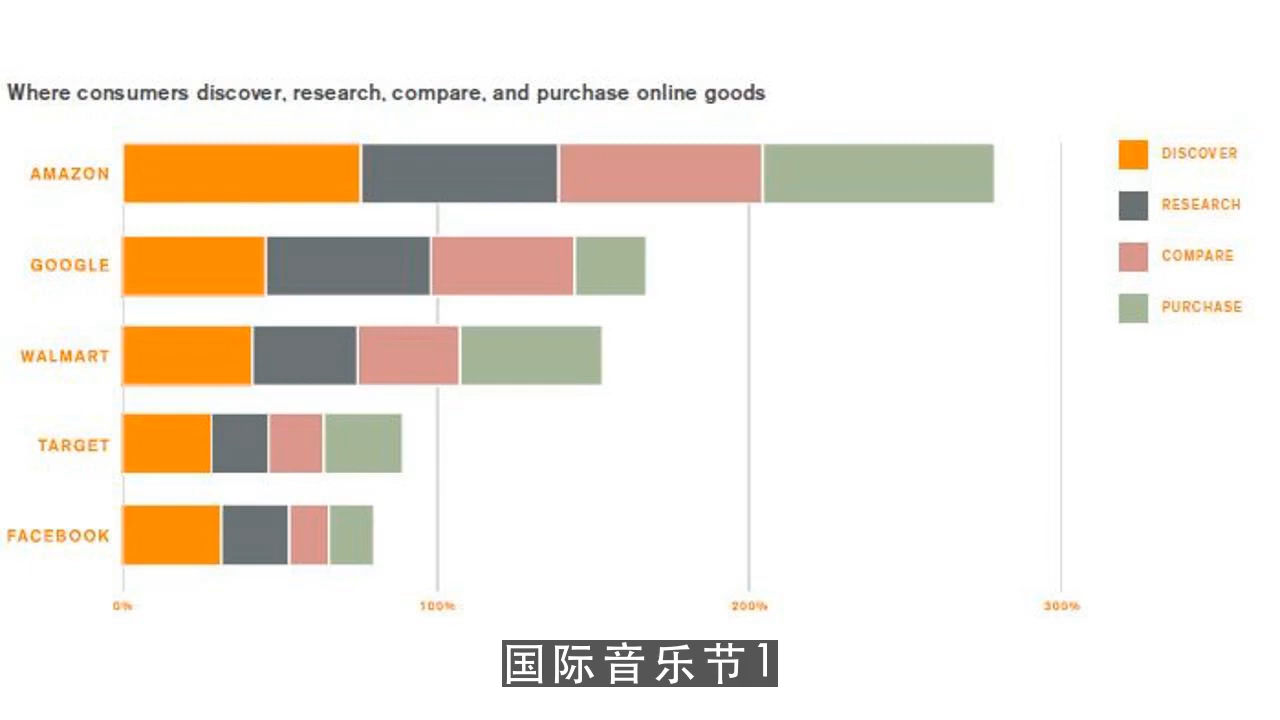 Where consumers discover, research, compare, and purchase online goods
AMAZON
GOOGLE
WALMART
TARGET
FACEBOOK
0% 100% 200% 300%
DISCOVER
RESEARCH
COMPARE
PURCHASE
国际音乐节1